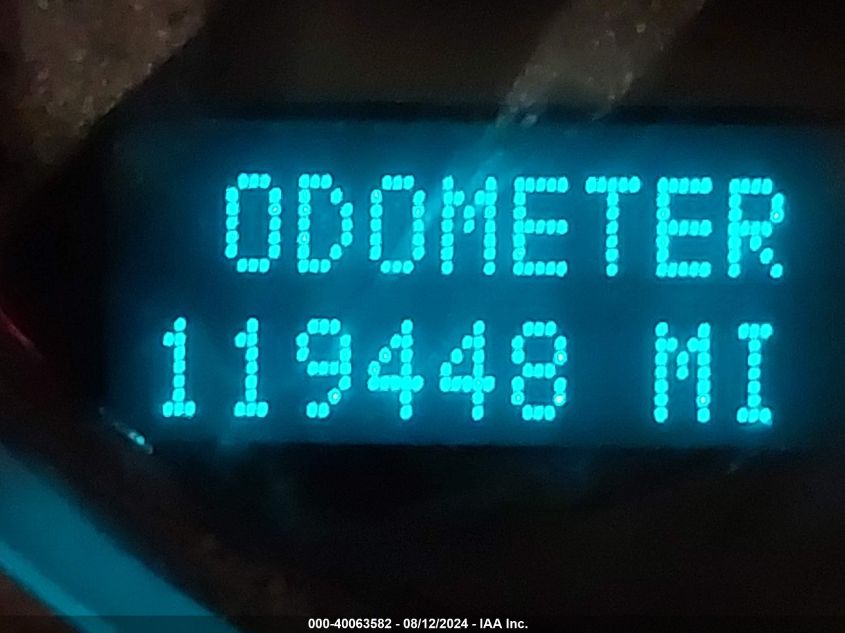 ODOMETER
119448 MI
000-40063582 - 08/12/2024 - IAA Inc.